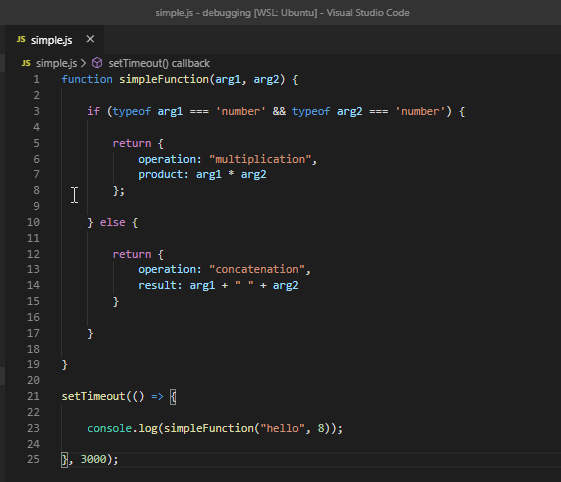 simple.js - debugging [WSL: Ubuntu] - Visual Studio Code
JS simple.js ×
JS simple.js > setTimeout() callback
1 function simpleFunction(arg1, arg2) {
2
3     if (typeof arg1 === 'number' && typeof arg2 === 'number') {
4
5         return {
6             operation: "multiplication",
7             product: arg1 * arg2
8         };
9
10     } else {
11
12         return {
13             operation: "concatenation",
14             result: arg1 + " " + arg2
15         }
16
17     }
18
19 }
20
21 setTimeout(() => {
22
23     console.log(simpleFunction("hello", 8));
24
25 }, 3000);